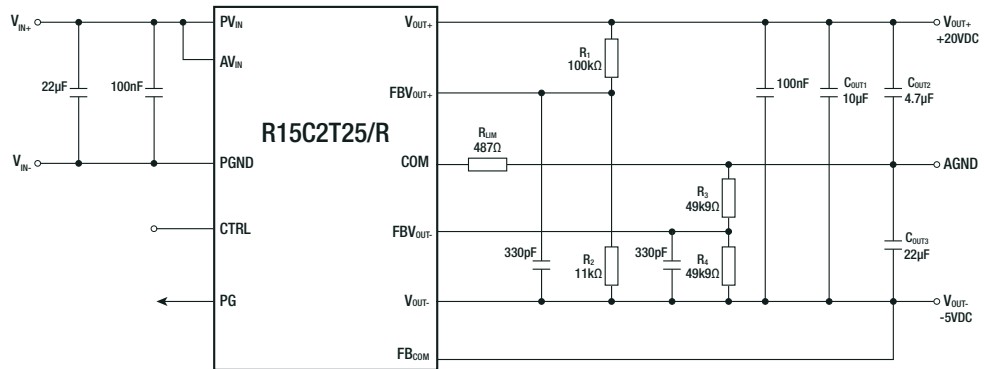 VIN+
22µF
100nF
VIN-
PVIN
AVIN
PGND
CTRL
PG
R15C2T25/R
VOUT+
FBVOUT+
COM
FBVOUT-
VOUT-
FBCOM
R1
100kΩ
RLIM
487Ω
330pF
R2
11kΩ
R3
49k9Ω
330pF
R4
49k9Ω
100nF
COUT1
10µF
COUT2
4.7µF
COUT3
22µF
VOUT+
+20VDC
AGND
VOUT-
-5VDC